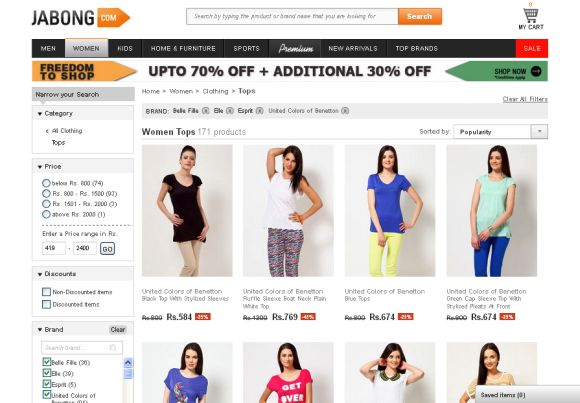 JABONG .COM
Search by typing the product or brand name that you are looking for
Search
0
MY CART
MEN WOMEN KIDS HOME & FURNITURE SPORTS Premium NEW ARRIVALS TOP BRANDS SALE
FREEDOM TO SHOP
UPTO 70% OFF + ADDITIONAL 30% OFF
SHOP NOW
*Conditions Apply
Narrow your Search
Home > Women > Clothing > Tops
Clear All Filters
BRAND: Belle Fille x Elle x Esprit x United Colors of Benetton x
Category
< All Clothing
Tops
Women Tops 171 products
Sorted by: Popularity
Price
below Rs. 800 (74)
Rs. 800 - Rs. 1500 (93)
Rs. 1501 - Rs. 2000 (3)
above Rs. 2000 (1)
Enter a Price range in Rs.
419 - 2400 GO
Discounts
Non-Discounted items
Discounted items
United Colors of Benetton
Black Top With Stylized Sleeves
Rs.800 Rs.584
United Colors of Benetton
Ruffle Sleeve Boat Neck Plain White Top
Rs.1300 Rs.769
United Colors of Benetton
Blue Tops
Rs.800 Rs.674
United Colors of Benetton
Green Cap Sleeve Top With Stylized Pleats At Front
Rs.800 Rs.674
Brand Clear
Search brand...
Belle Fille (36)
Elle (39)
Esprit (5)
United Colors of
GET OVER
Saved items (0)